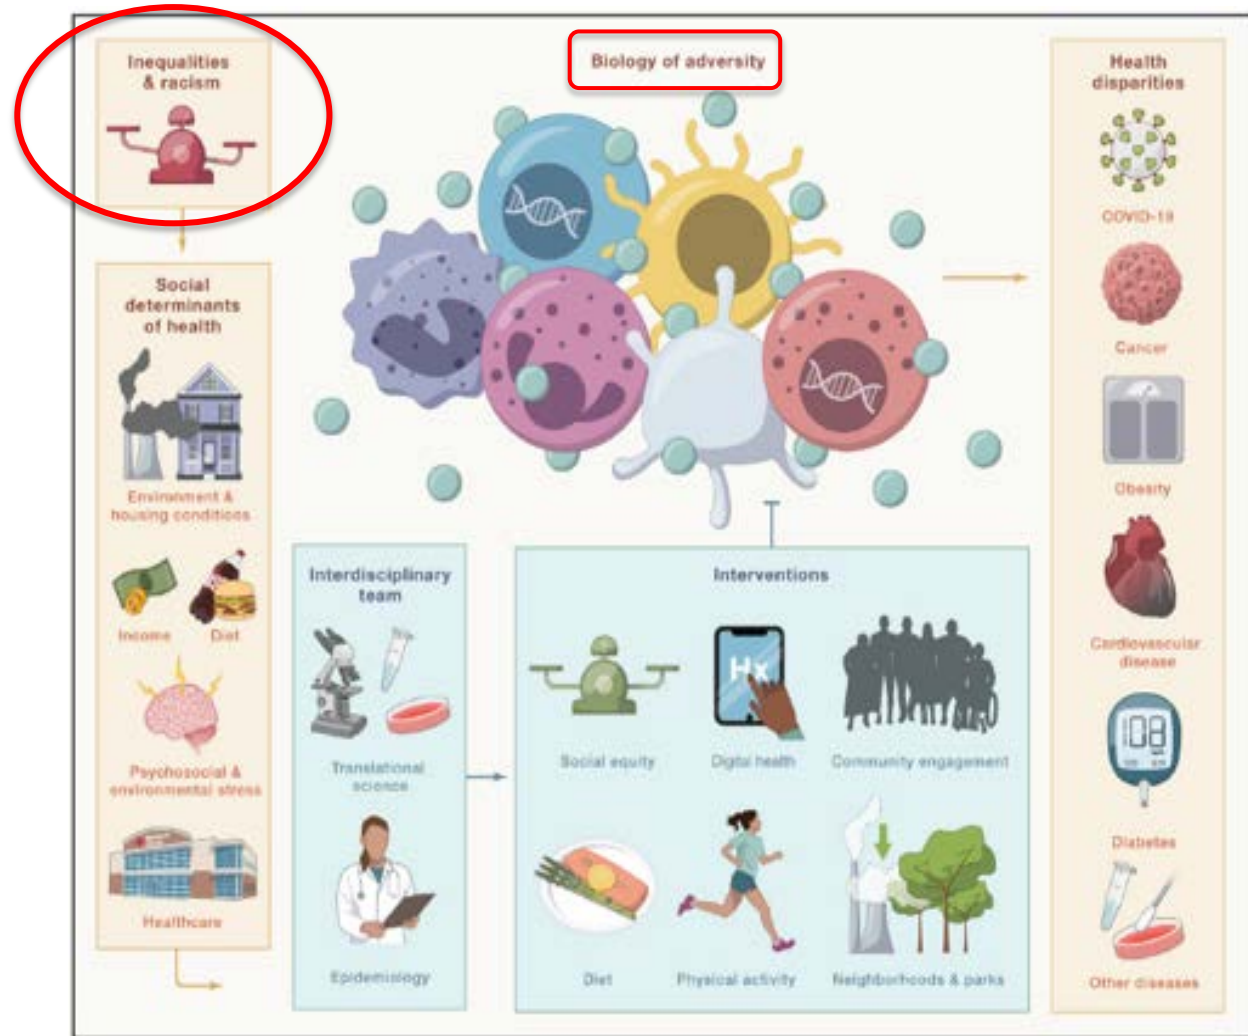 Inequalities
& racism
Social
determinants
of health
Environment &
housing conditions
Income
Diet
Psychosocial &
environmental stress
Healthcare
Biology of adversity
Interdisciplinary
team
Translational
science
Epidemiology
Interventions
Hx
Social equity
Digital health
Community engagement
Diet
Physical activity
Neighborhoods & parks
Health
disparities
COVID-19
Cancer
Obesity
Cardiovascular
disease
108
Diabetes
Other diseases